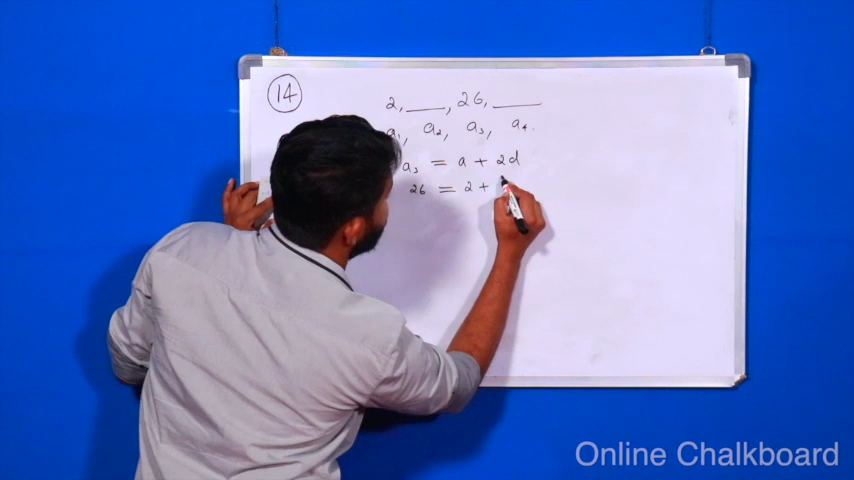 14
2, ____, 26, ____
a₁, a₂, a₃, a₄.
a₃ = a + 2d
26 = 2 +
Online Chalkboard